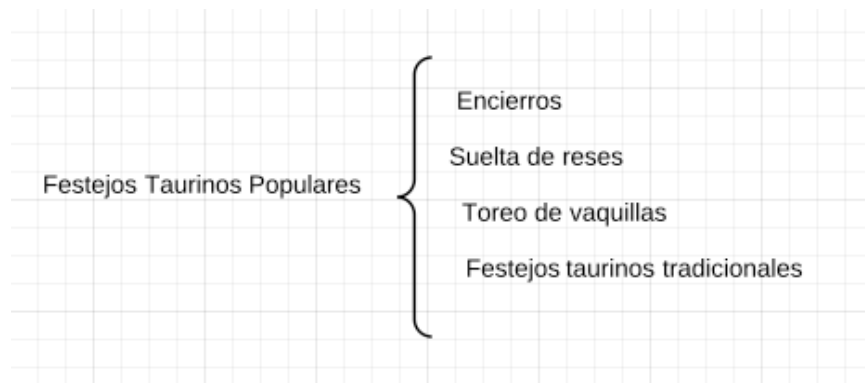 Encierros
Suelta de reses
Festejos Taurinos Populares
Toreo de vaquillas
Festejos taurinos tradicionales